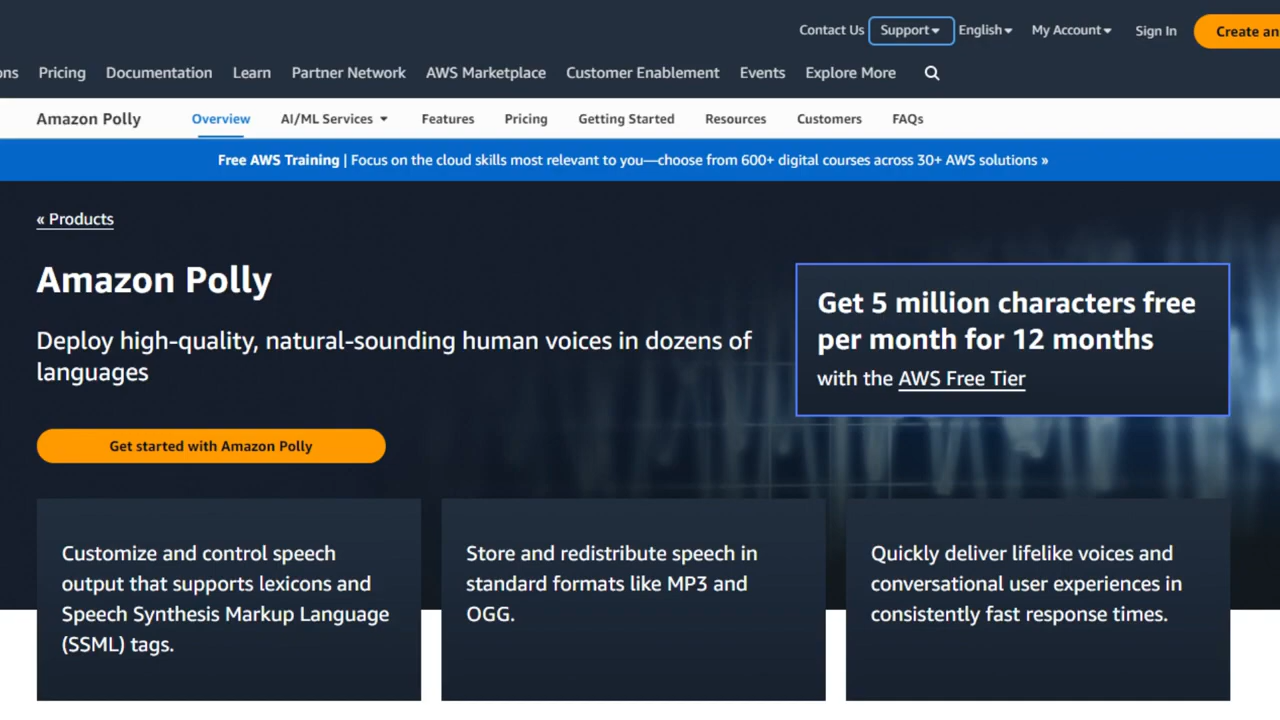 Contact Us Support English My Account Sign In Create an
ons Pricing Documentation Learn Partner Network AWS Marketplace Customer Enablement Events Explore More
Amazon Polly Overview AI/ML Services Features Pricing Getting Started Resources Customers FAQs
Free AWS Training | Focus on the cloud skills most relevant to you—choose from 600+ digital courses across 30+ AWS solutions »
« Products
Amazon Polly
Deploy high-quality, natural-sounding human voices in dozens of
languages
Get started with Amazon Polly
Get 5 million characters free
per month for 12 months
with the AWS Free Tier
Customize and control speech
output that supports lexicons and
Speech Synthesis Markup Language
(SSML) tags.
Store and redistribute speech in
standard formats like MP3 and
OGG.
Quickly deliver lifelike voices and
conversational user experiences in
consistently fast response times.